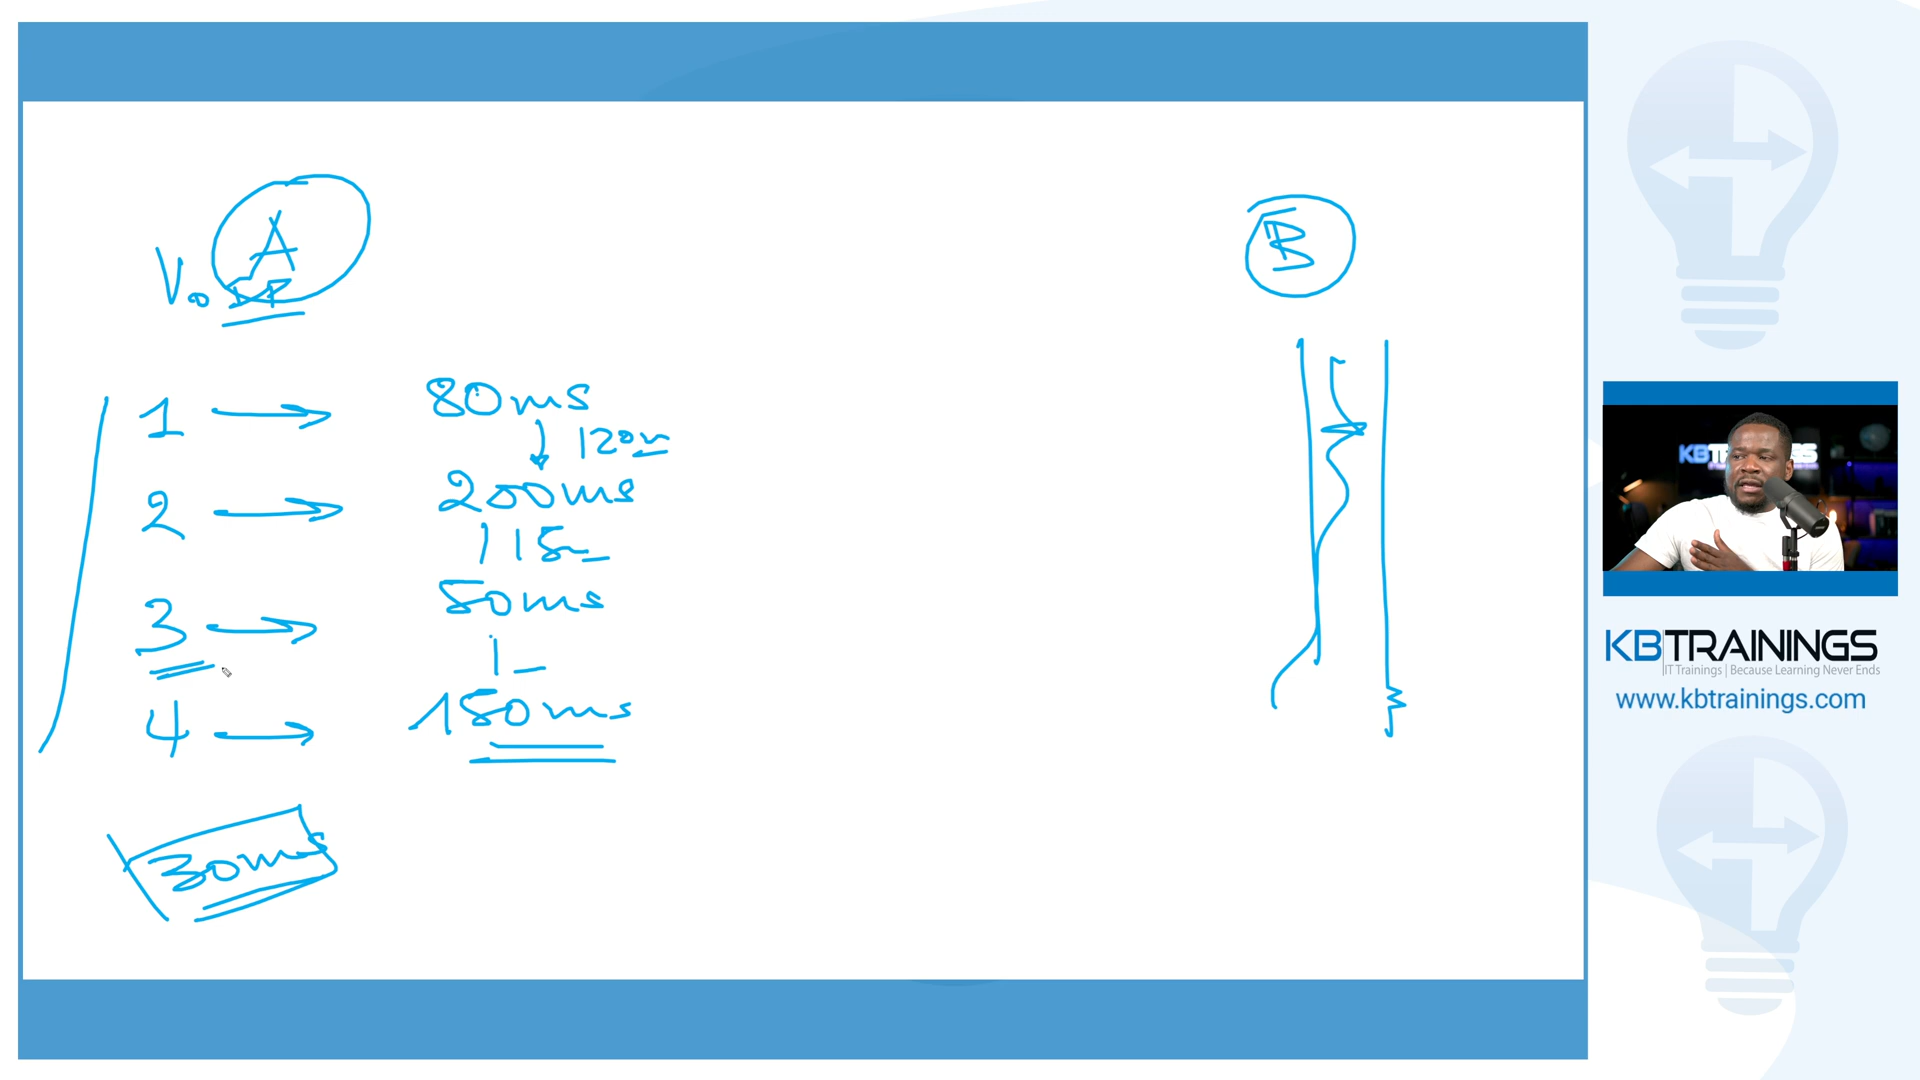 A
B
1 → 80ms
↓ 120m
2 → 200ms
115
3 → 50ms
1
4 → 150ms
30ms
KBTRAININGS
IT Trainings | Because Learning Never Ends
www.kbtrainings.com